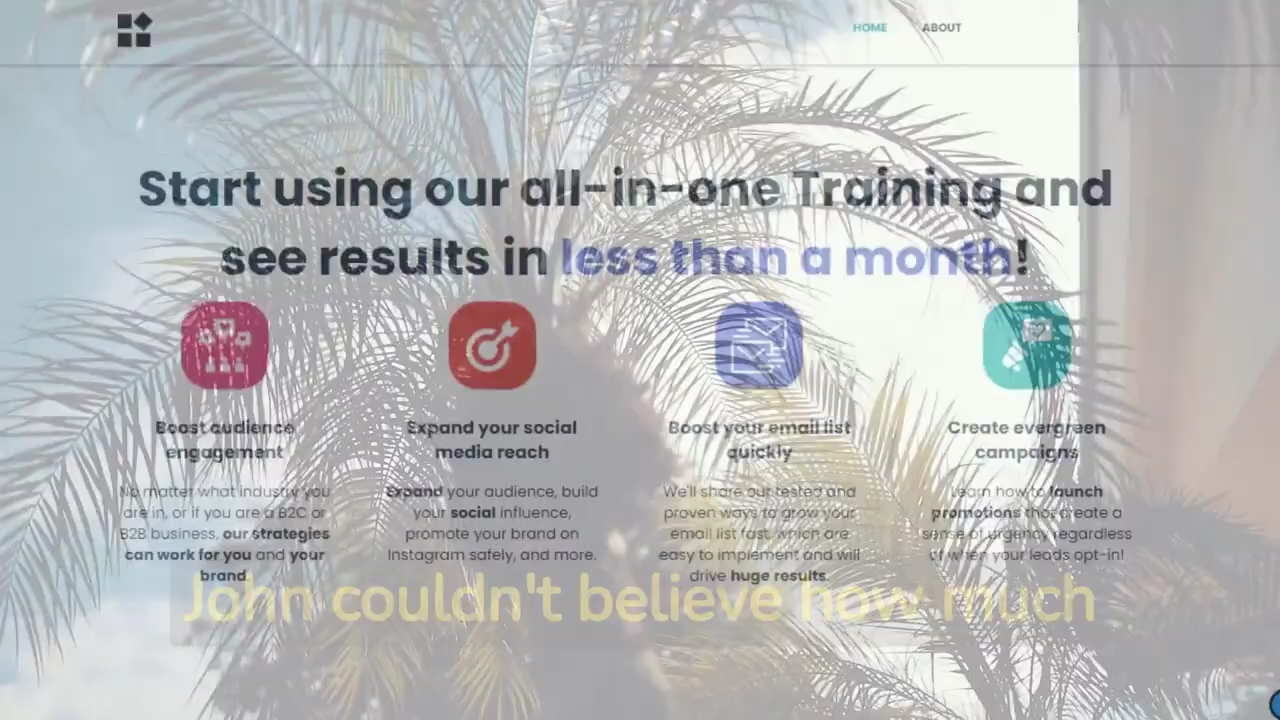 HOME ABOUT
Start using our all-in-one Training and
see results in less than a month!
Boost audience
engagement
No matter what industry you
are in, or if you are a B2C or
B2B business, our strategies
can work for you and your
brand.
Expand your social
media reach
Expand your audience, build
your social influence,
promote your brand on
Instagram safely, and more.
Boost your email list
quickly
We'll share our tested and
proven ways to grow your
email list fast, which are
easy to implement and will
drive huge results.
Create evergreen
campaigns
Learn how to launch
promotions that create a
sense of urgency regardless
of when your leads opt-in!
John couldn't believe how much